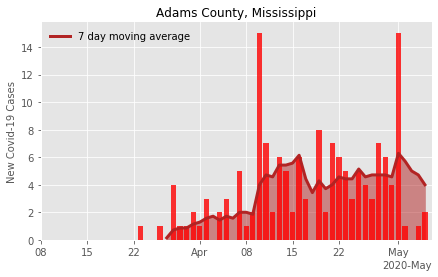 Adams County, Mississippi
7 day moving average
New Covid-19 Cases
14
12
10
8
6
4
2
0
08 15 22 Apr 08 15 22 May
2020-May